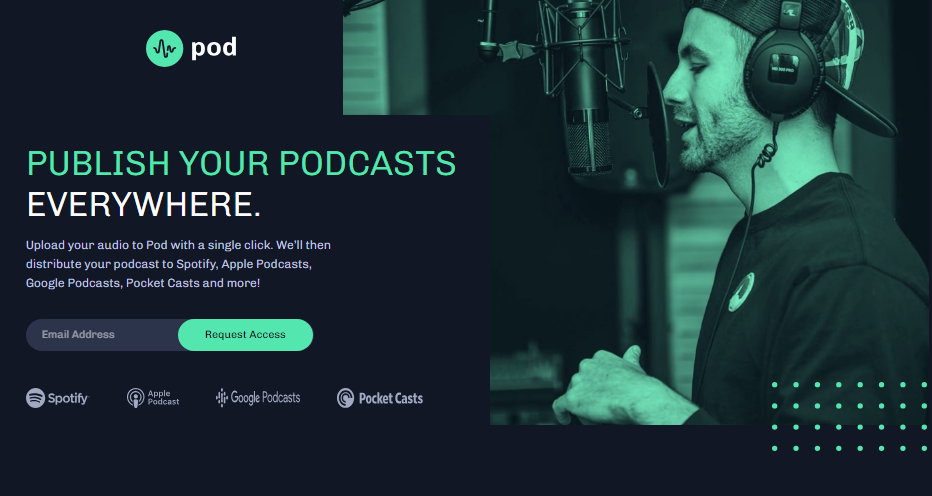 pod
PUBLISH YOUR PODCASTS
EVERYWHERE.
Upload your audio to Pod with a single click. We’ll then
distribute your podcast to Spotify, Apple Podcasts,
Google Podcasts, Pocket Casts and more!
Email Address
Request Access
Spotify
Apple
Podcast
Google Podcasts
Pocket Casts